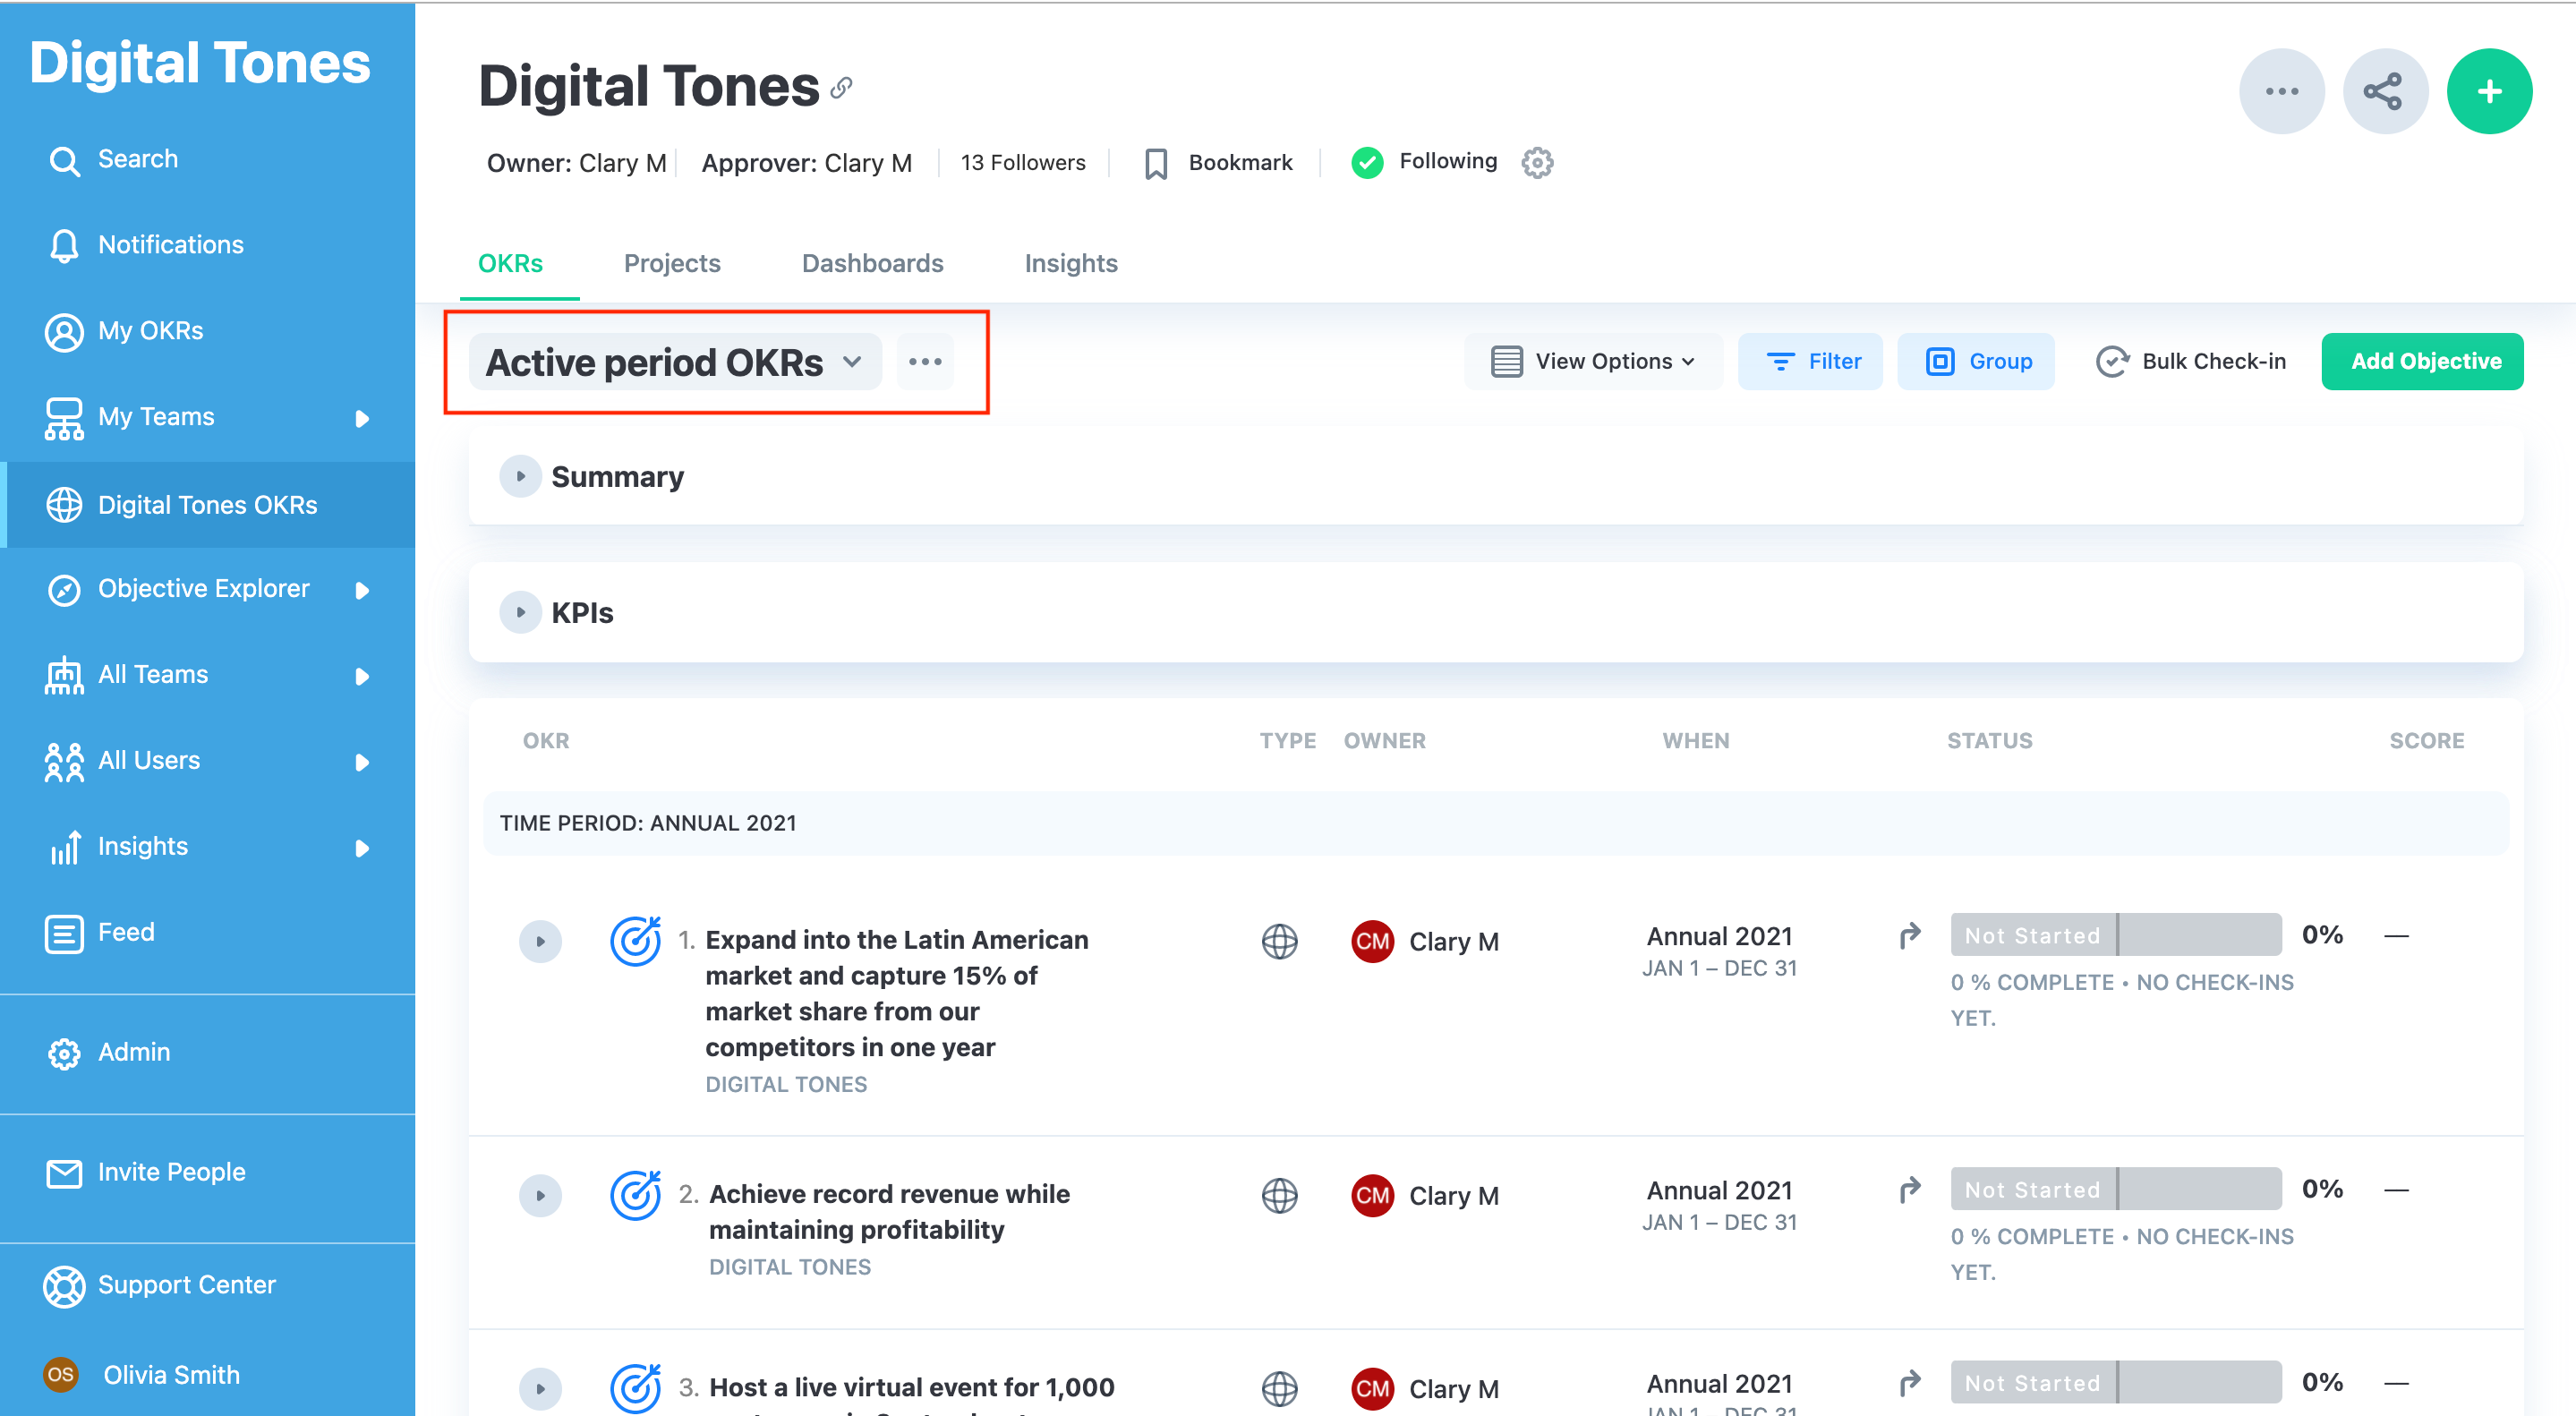 Digital Tones
Search
Notifications
My OKRs
My Teams
Digital Tones OKRs
Objective Explorer
All Teams
All Users
Insights
Feed
Admin
Invite People
Support Center
OS Olivia Smith
Digital Tones
Owner: Clary M Approver: Clary M 13 Followers Bookmark Following
OKRs Projects Dashboards Insights
Active period OKRs View Options Filter Group Bulk Check-in Add Objective
Summary
KPIs
OKR TYPE OWNER WHEN STATUS SCORE
TIME PERIOD: ANNUAL 2021
1. Expand into the Latin American
market and capture 15% of
market share from our
competitors in one year
DIGITAL TONES
CM Clary M
Annual 2021
JAN 1 – DEC 31
Not Started 0% —
0 % COMPLETE • NO CHECK-INS
YET.
2. Achieve record revenue while
maintaining profitability
DIGITAL TONES
CM Clary M
Annual 2021
JAN 1 – DEC 31
Not Started 0% —
0 % COMPLETE • NO CHECK-INS
YET.
3. Host a live virtual event for 1,000
CM Clary M
Annual 2021
JAN 1 – DEC 31
Not Started 0% —